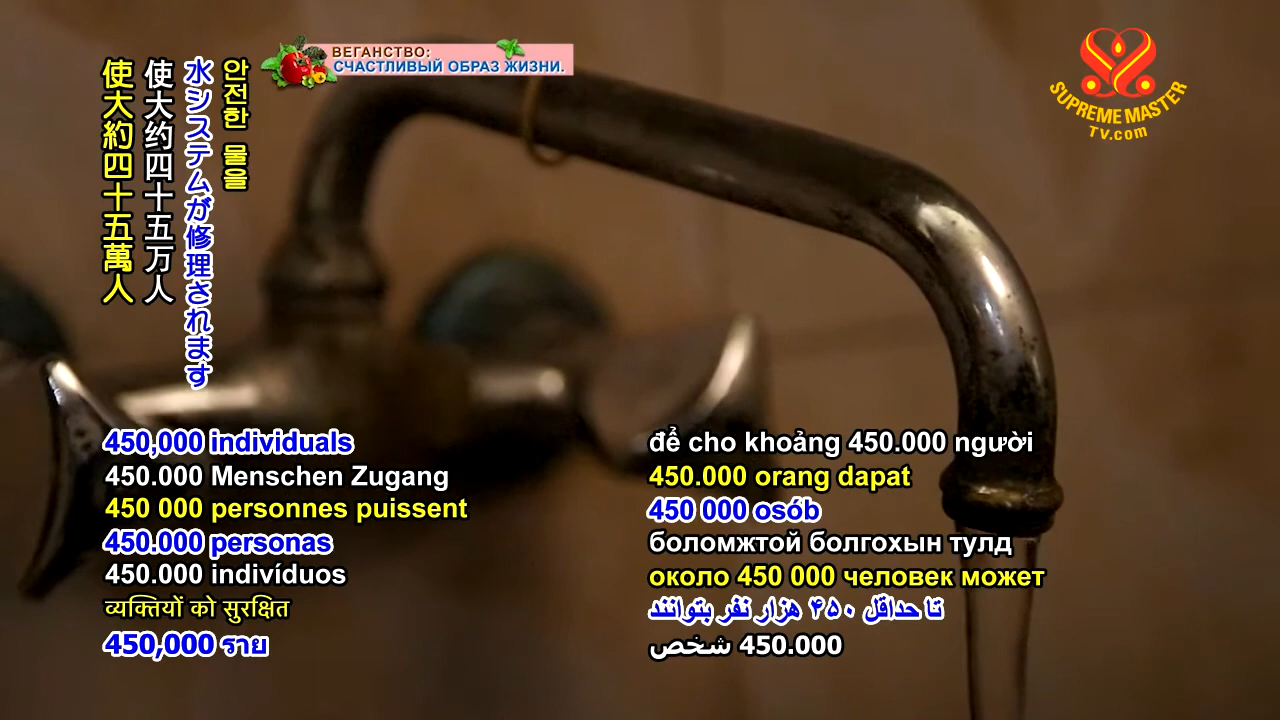 ВЕГАНСТВО:
СЧАСТЛИВЫЙ ОБРАЗ ЖИЗНИ.
SUPREME MASTER
TV.com
안전한 물을
水システムが修理されます
使大约四十五万人
使大約四十五萬人
450,000 individuals
450.000 Menschen Zugang
450 000 personnes puissent
450.000 personas
450.000 indivíduos
व्यक्तियों को सुरक्षित
450,000 ราย
để cho khoảng 450.000 người
450.000 orang dapat
450 000 osób
боломжтой болгохын тулд
около 450 000 человек может
تا حداقل ۴۵۰ هزار نفر بتوانند
450.000 شخص